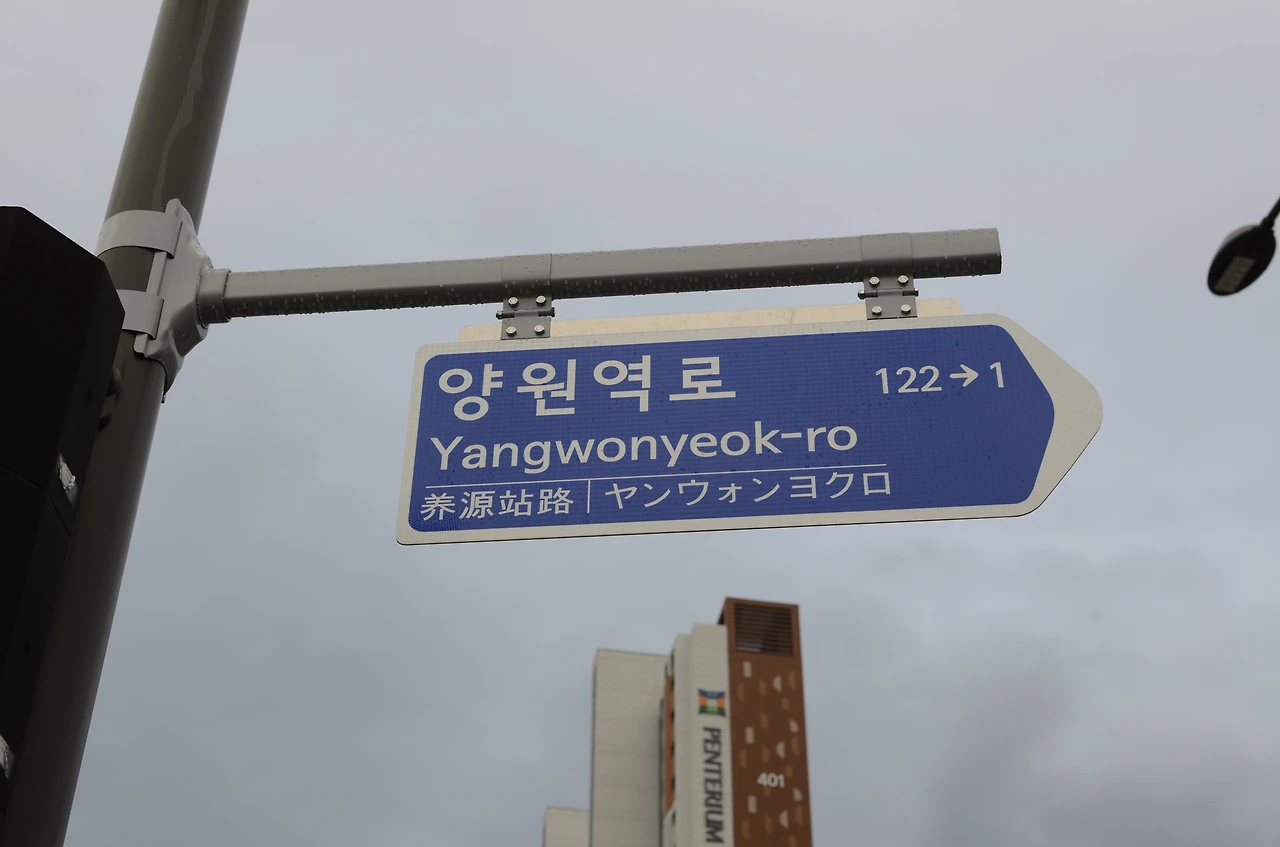 양원역로 122→1
Yangwonyeok-ro
养源站路 | ヤンウォンヨクロ
PENTERIUM
401